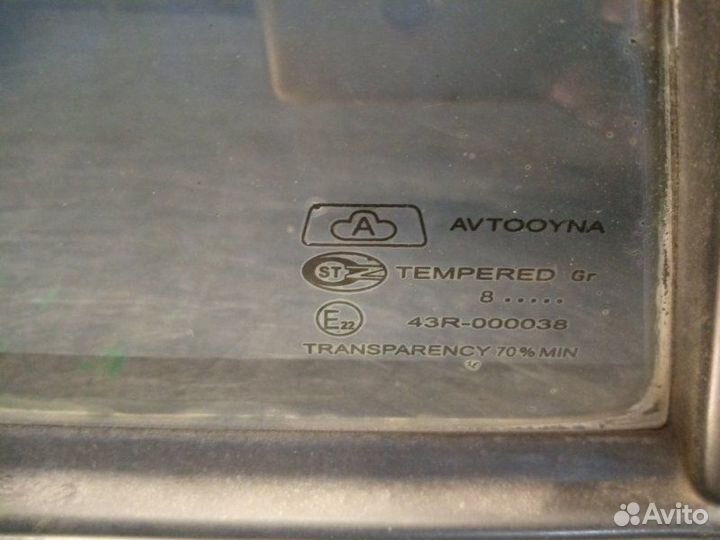 A AVTOOYNA
ST TEMPERED Gr
8 .....
E22 43R-000038
TRANSPARENCY 70% MIN
Avito